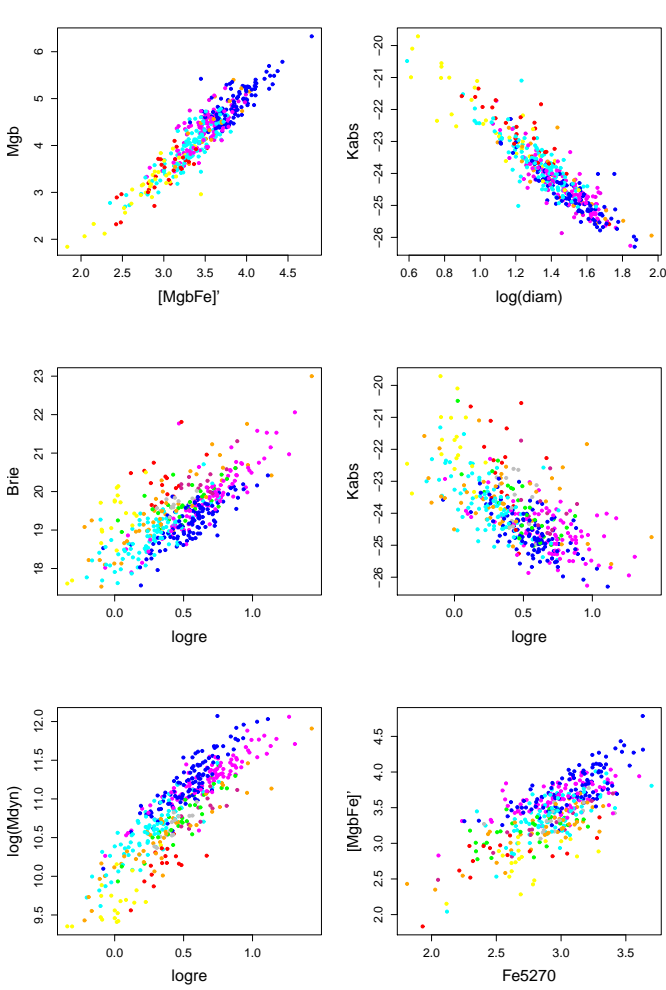 Mgb
2 3 4 5 6
2.0 2.5 3.0 3.5 4.0 4.5
[MgbFe]'
Kabs
−26 −25 −24 −23 −22 −21 −20
0.6 0.8 1.0 1.2 1.4 1.6 1.8 2.0
log(diam)
Brie
18 19 20 21 22 23
0.0 0.5 1.0
logre
Kabs
−26 −25 −24 −23 −22 −21 −20
0.0 0.5 1.0
logre
log(Mdyn)
9.5 10.0 10.5 11.0 11.5 12.0
0.0 0.5 1.0
logre
[MgbFe]'
2.0 2.5 3.0 3.5 4.0 4.5
2.0 2.5 3.0 3.5
Fe5270